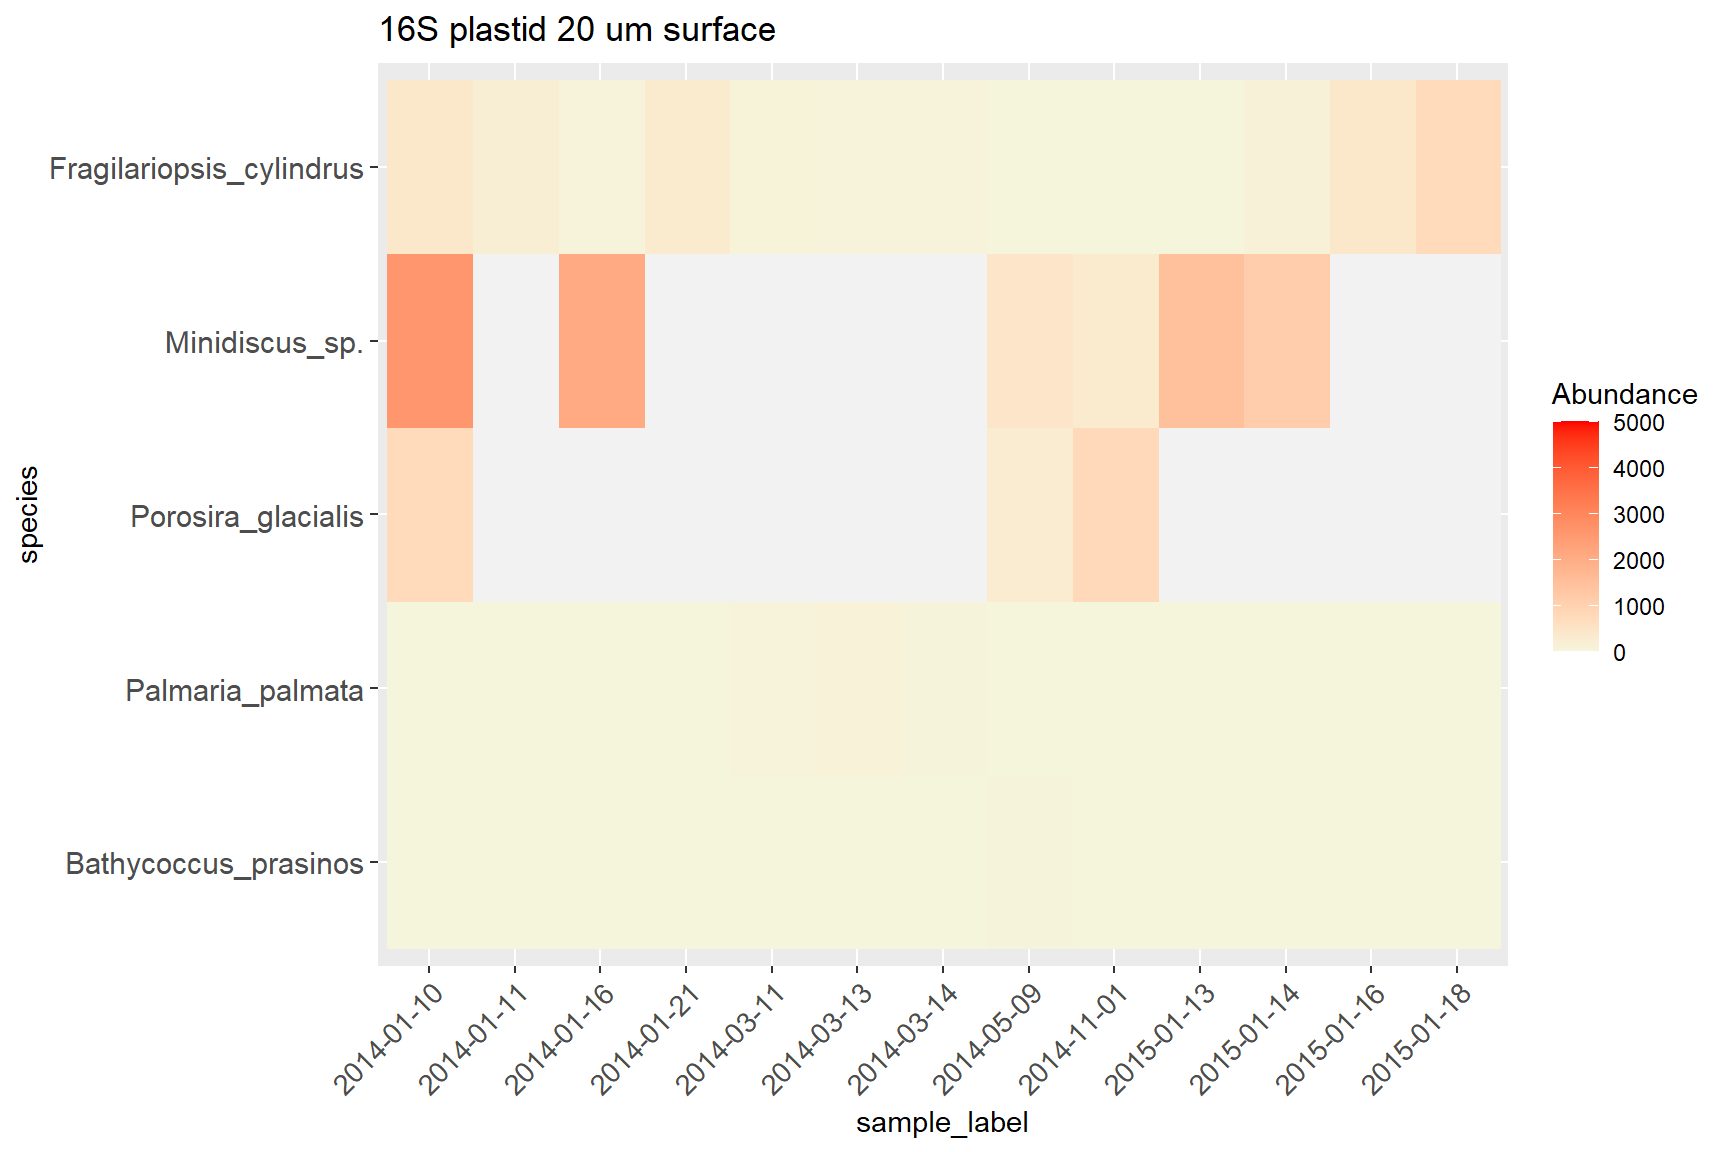 16S plastid 20 um surface
species
Fragilariopsis_cylindrus
Minidiscus_sp.
Porosira_glacialis
Palmaria_palmata
Bathycoccus_prasinos
2014-01-10
2014-01-11
2014-01-16
2014-01-21
2014-03-11
2014-03-13
2014-03-14
2014-05-09
2014-11-01
2015-01-13
2015-01-14
2015-01-16
2015-01-18
sample_label
Abundance
5000
4000
3000
2000
1000
0